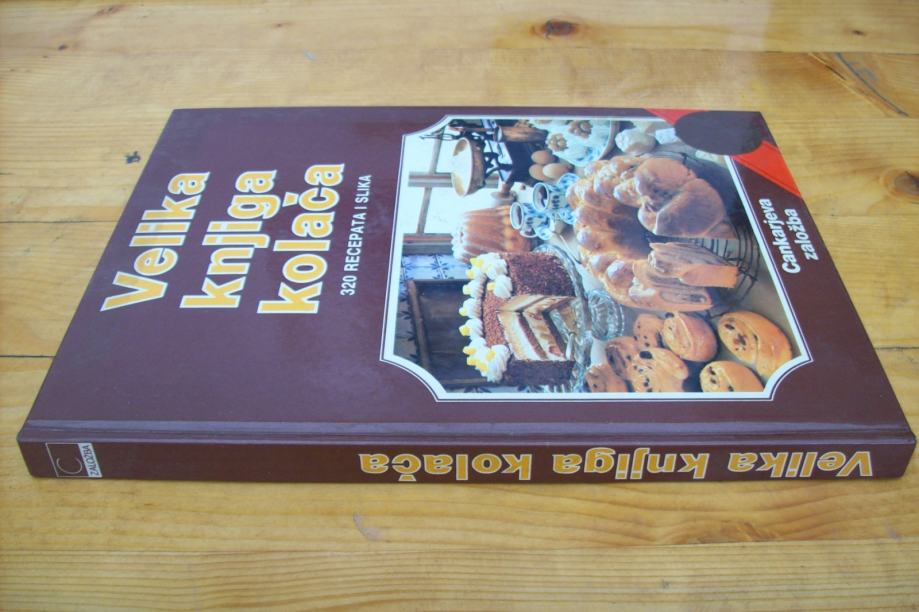 Velika
knjiga
kolača
320 RECEPATA I SLIKA
Cankarjeva
založba
Velika knjiga kolača
C
ZALOŽBA